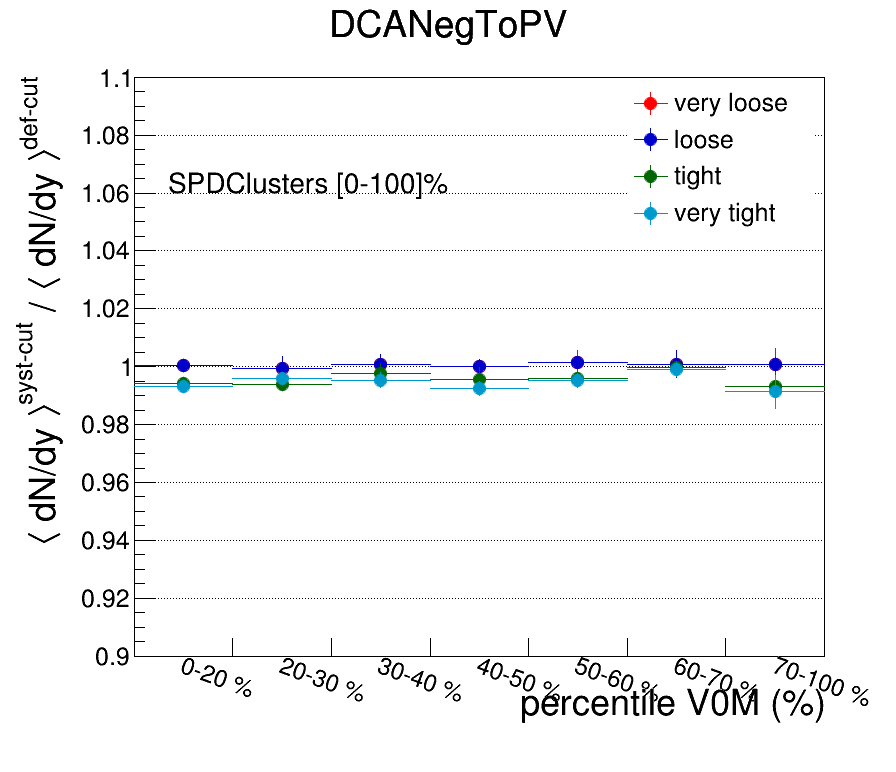 DCANegToPV
⟨ dN/dy ⟩^syst-cut / ⟨ dN/dy ⟩^def-cut
1.1
1.08
1.06
1.04
1.02
1
0.98
0.96
0.94
0.92
0.9
SPDClusters [0-100]%
very loose
loose
tight
very tight
0-20 %
20-30 %
30-40 %
40-50 %
50-60 %
60-70 %
70-100 %
percentile V0M (%)